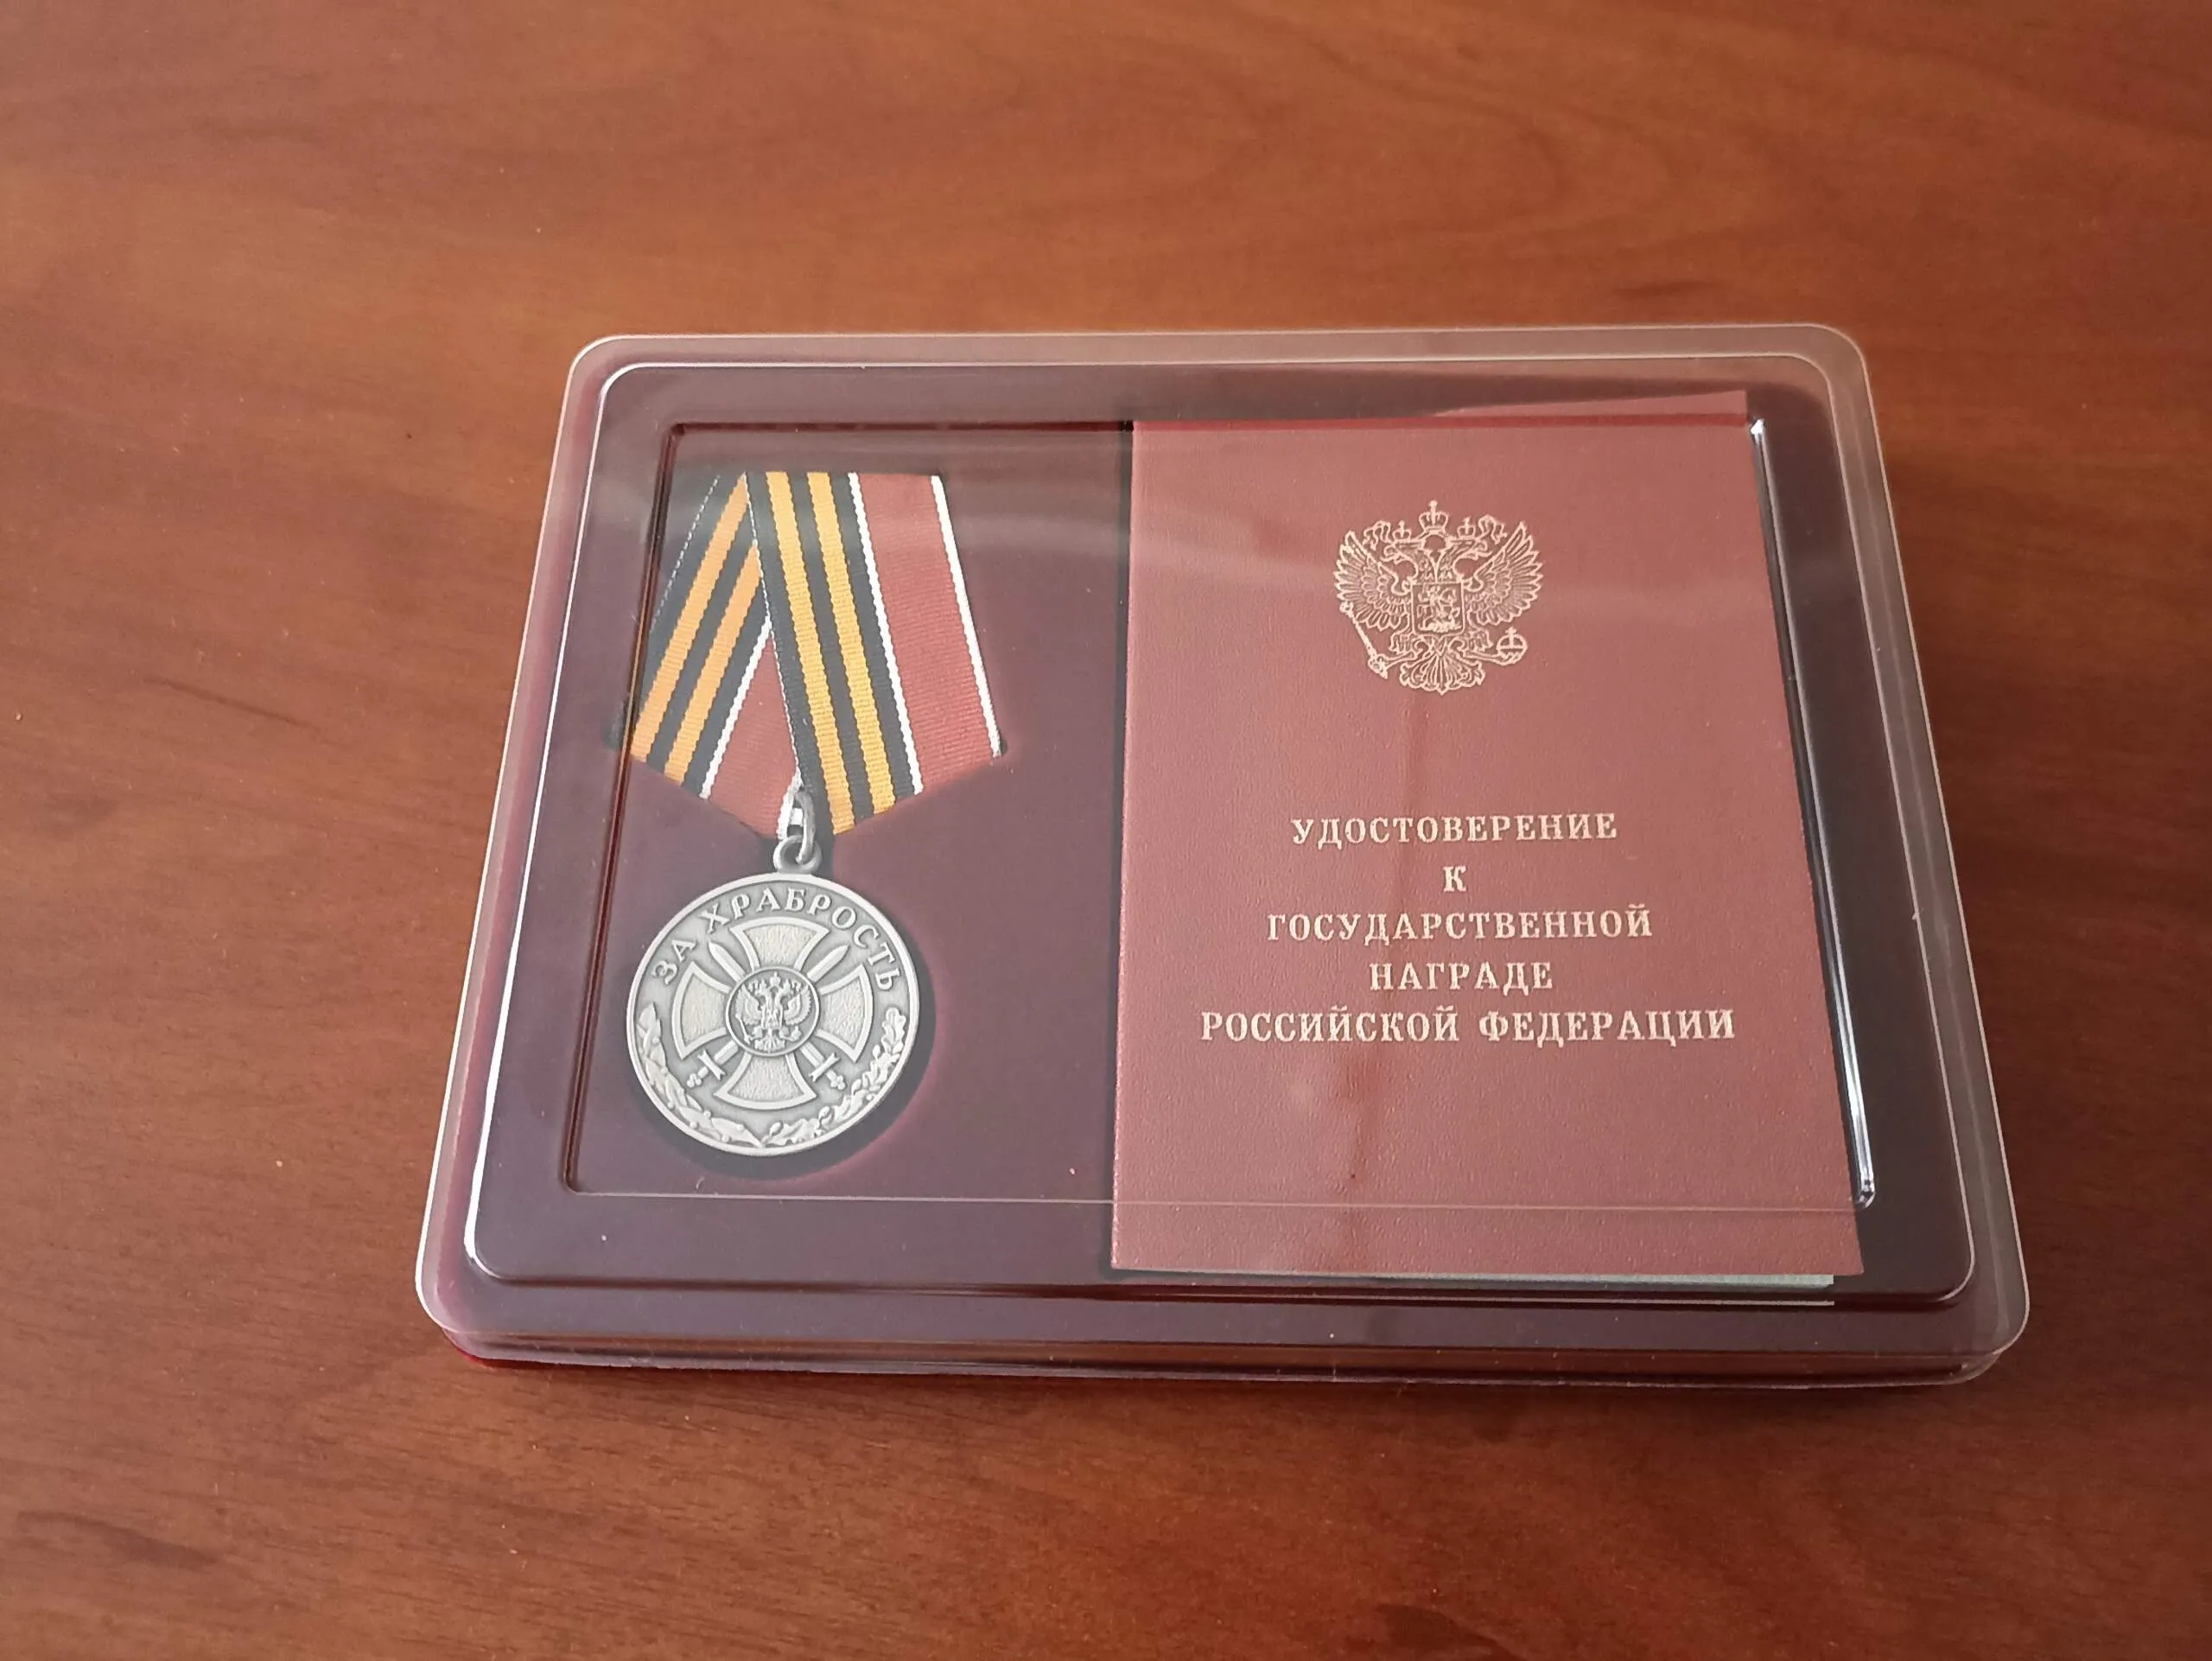 ЗА ХРАБРОСТЬ
УДОСТОВЕРЕНИЕ
К
ГОСУДАРСТВЕННОЙ
НАГРАДЕ
РОССИЙСКОЙ ФЕДЕРАЦИИ